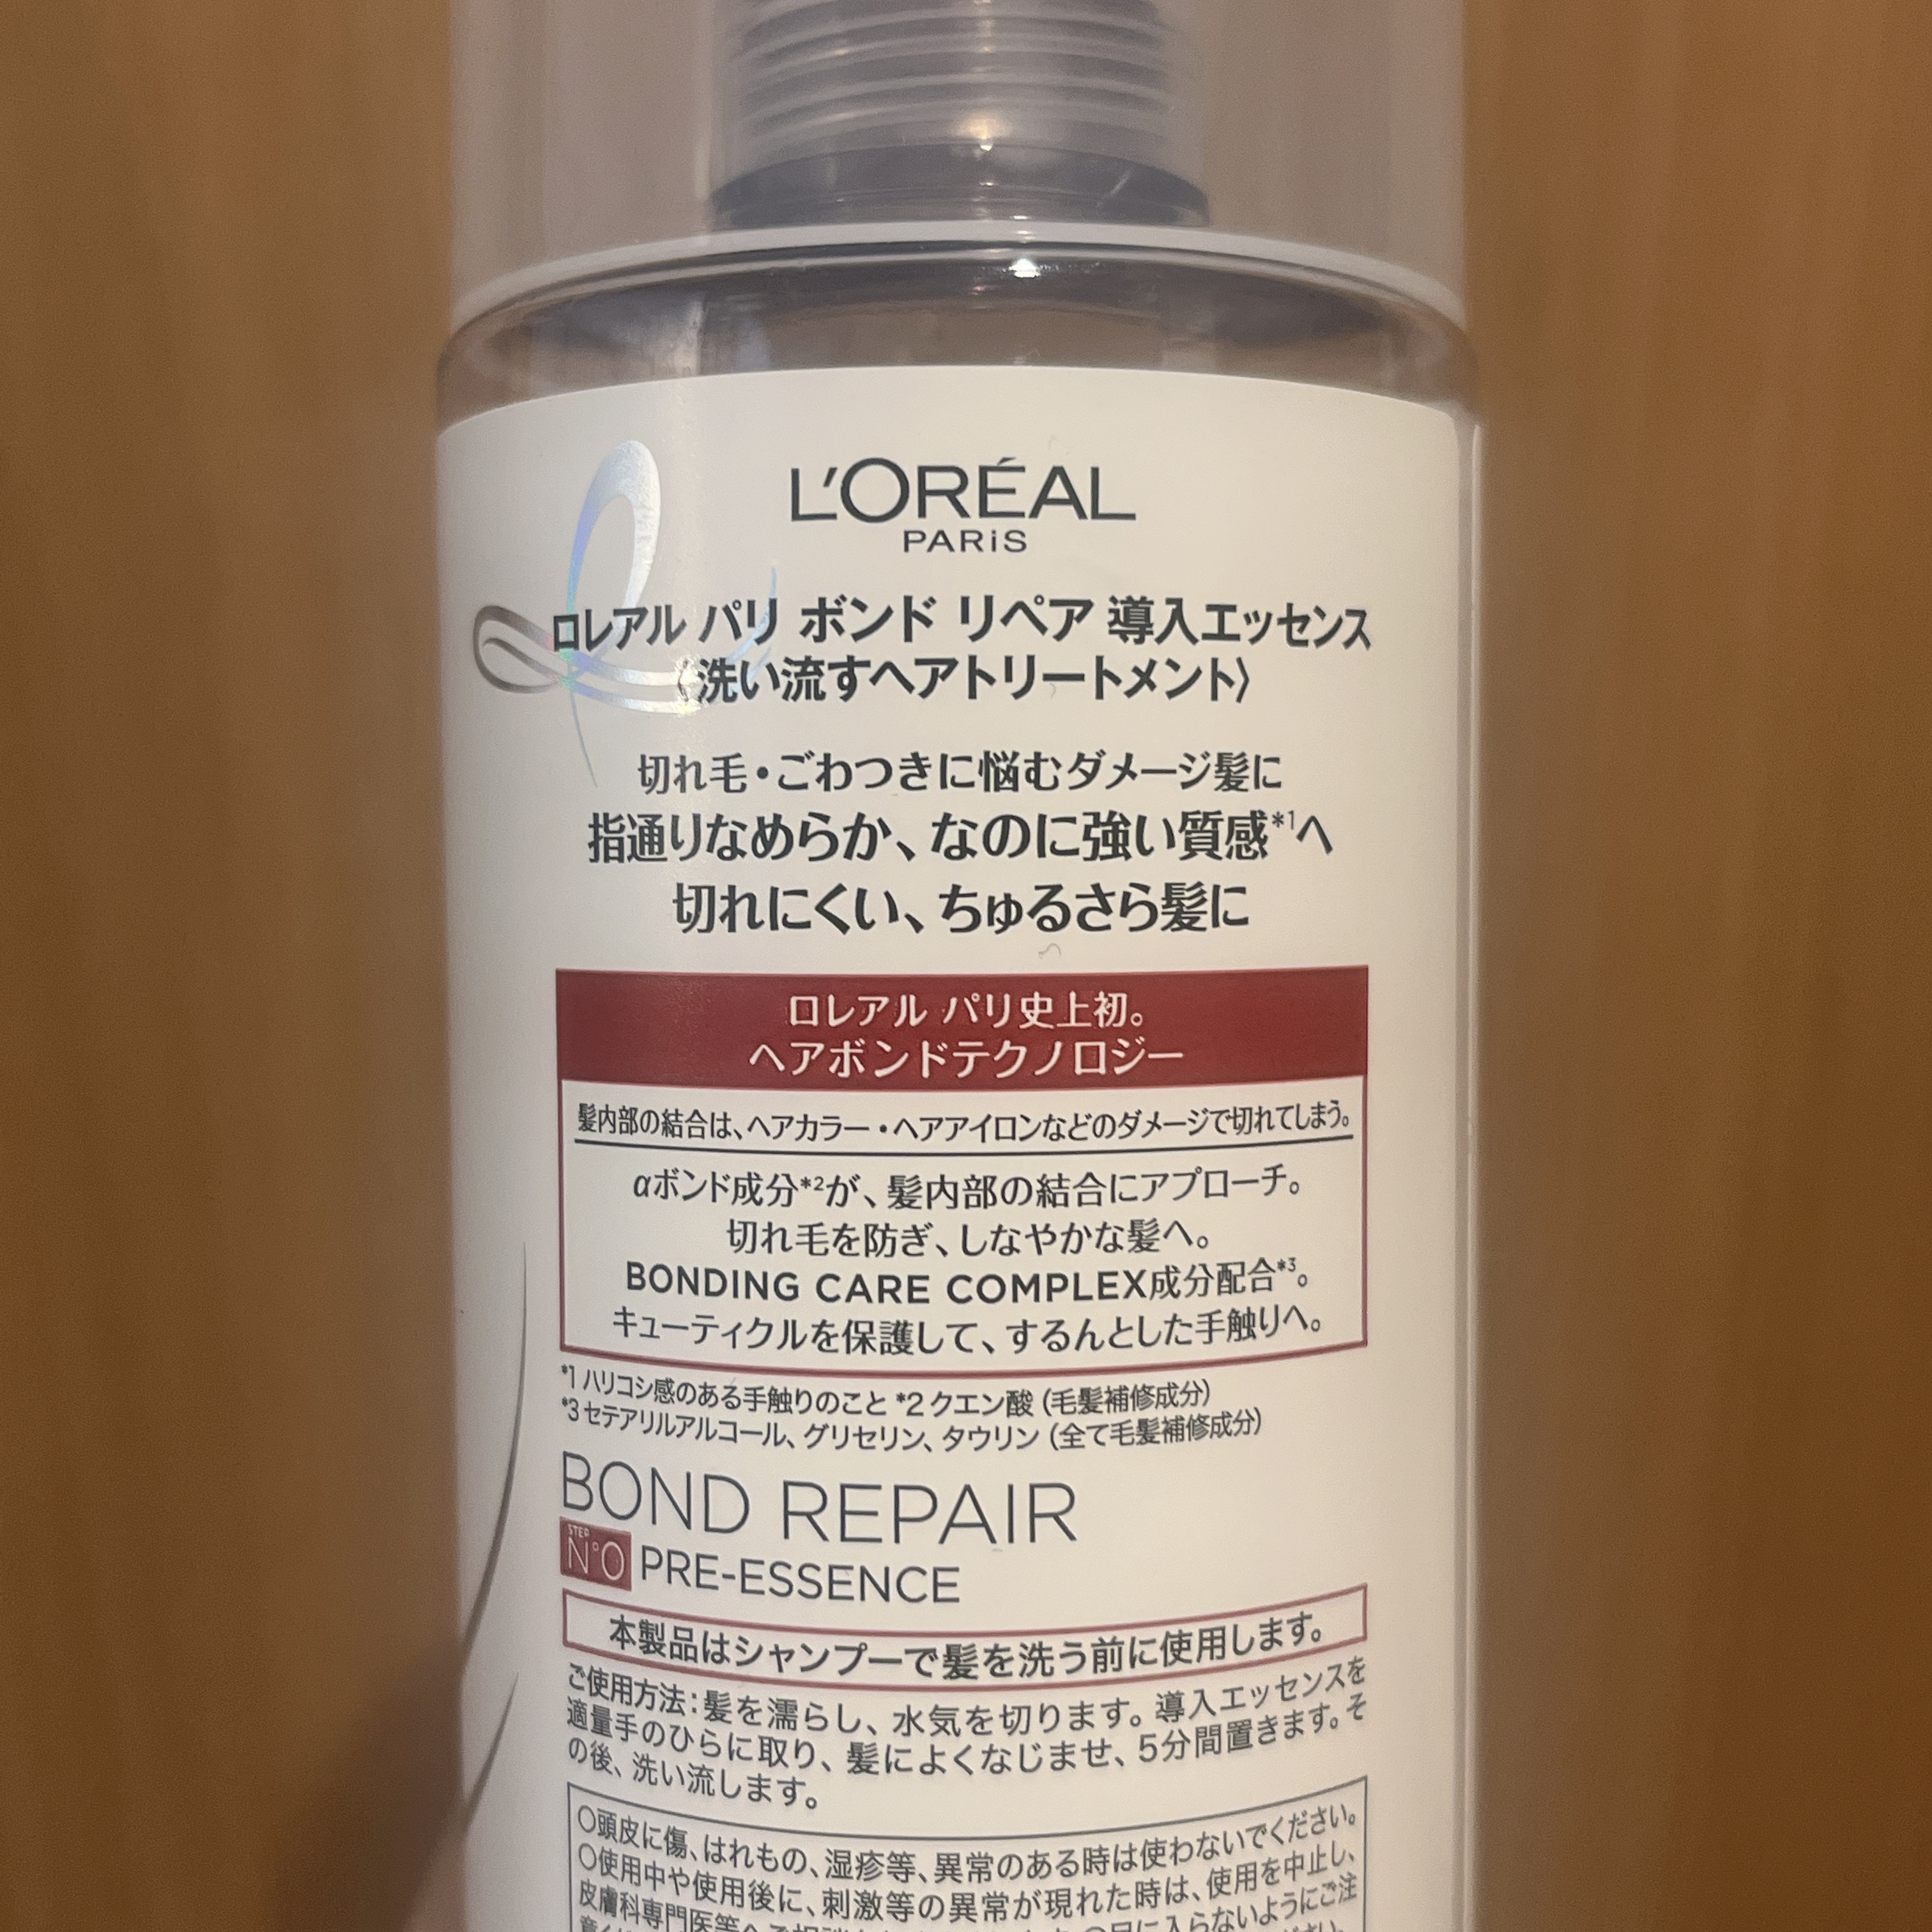 L'ORÉAL
PARiS
ロレアル パリ ボンド リペア 導入エッセンス
〈洗い流すヘアトリートメント〉
切れ毛・ごわつきに悩むダメージ髪に
指通りなめらか、なのに強い質感*1へ
切れにくい、ちゅるさら髪に
ロレアル パリ史上初。
ヘアボンドテクノロジー
髪内部の結合は、ヘアカラー・ヘアアイロンなどのダメージで切れてしまう。
αボンド成分*2が、髪内部の結合にアプローチ。
切れ毛を防ぎ、しなやかな髪へ。
BONDING CARE COMPLEX成分配合*3。
キューティクルを保護して、するんとした手触りへ。
*1 ハリコシ感のある手触りのこと *2 クエン酸 (毛髪補修成分)
*3 セテアリルアルコール、グリセリン、タウリン (全て毛髪補修成分)
BOND REPAIR
STEP
N°0 PRE-ESSENCE
本製品はシャンプーで髪を洗う前に使用します。
ご使用方法:髪を濡らし、水気を切ります。導入エッセンスを
適量手のひらに取り、髪によくなじませ、5分間置きます。そ
の後、洗い流します。
○頭皮に傷、はれもの、湿疹等、異常のある時は使わないでください。
○使用中や使用後に、刺激等の異常が現れた時は、使用を中止し、
皮膚科専門医等へご相談 ○目に入らないようにご注